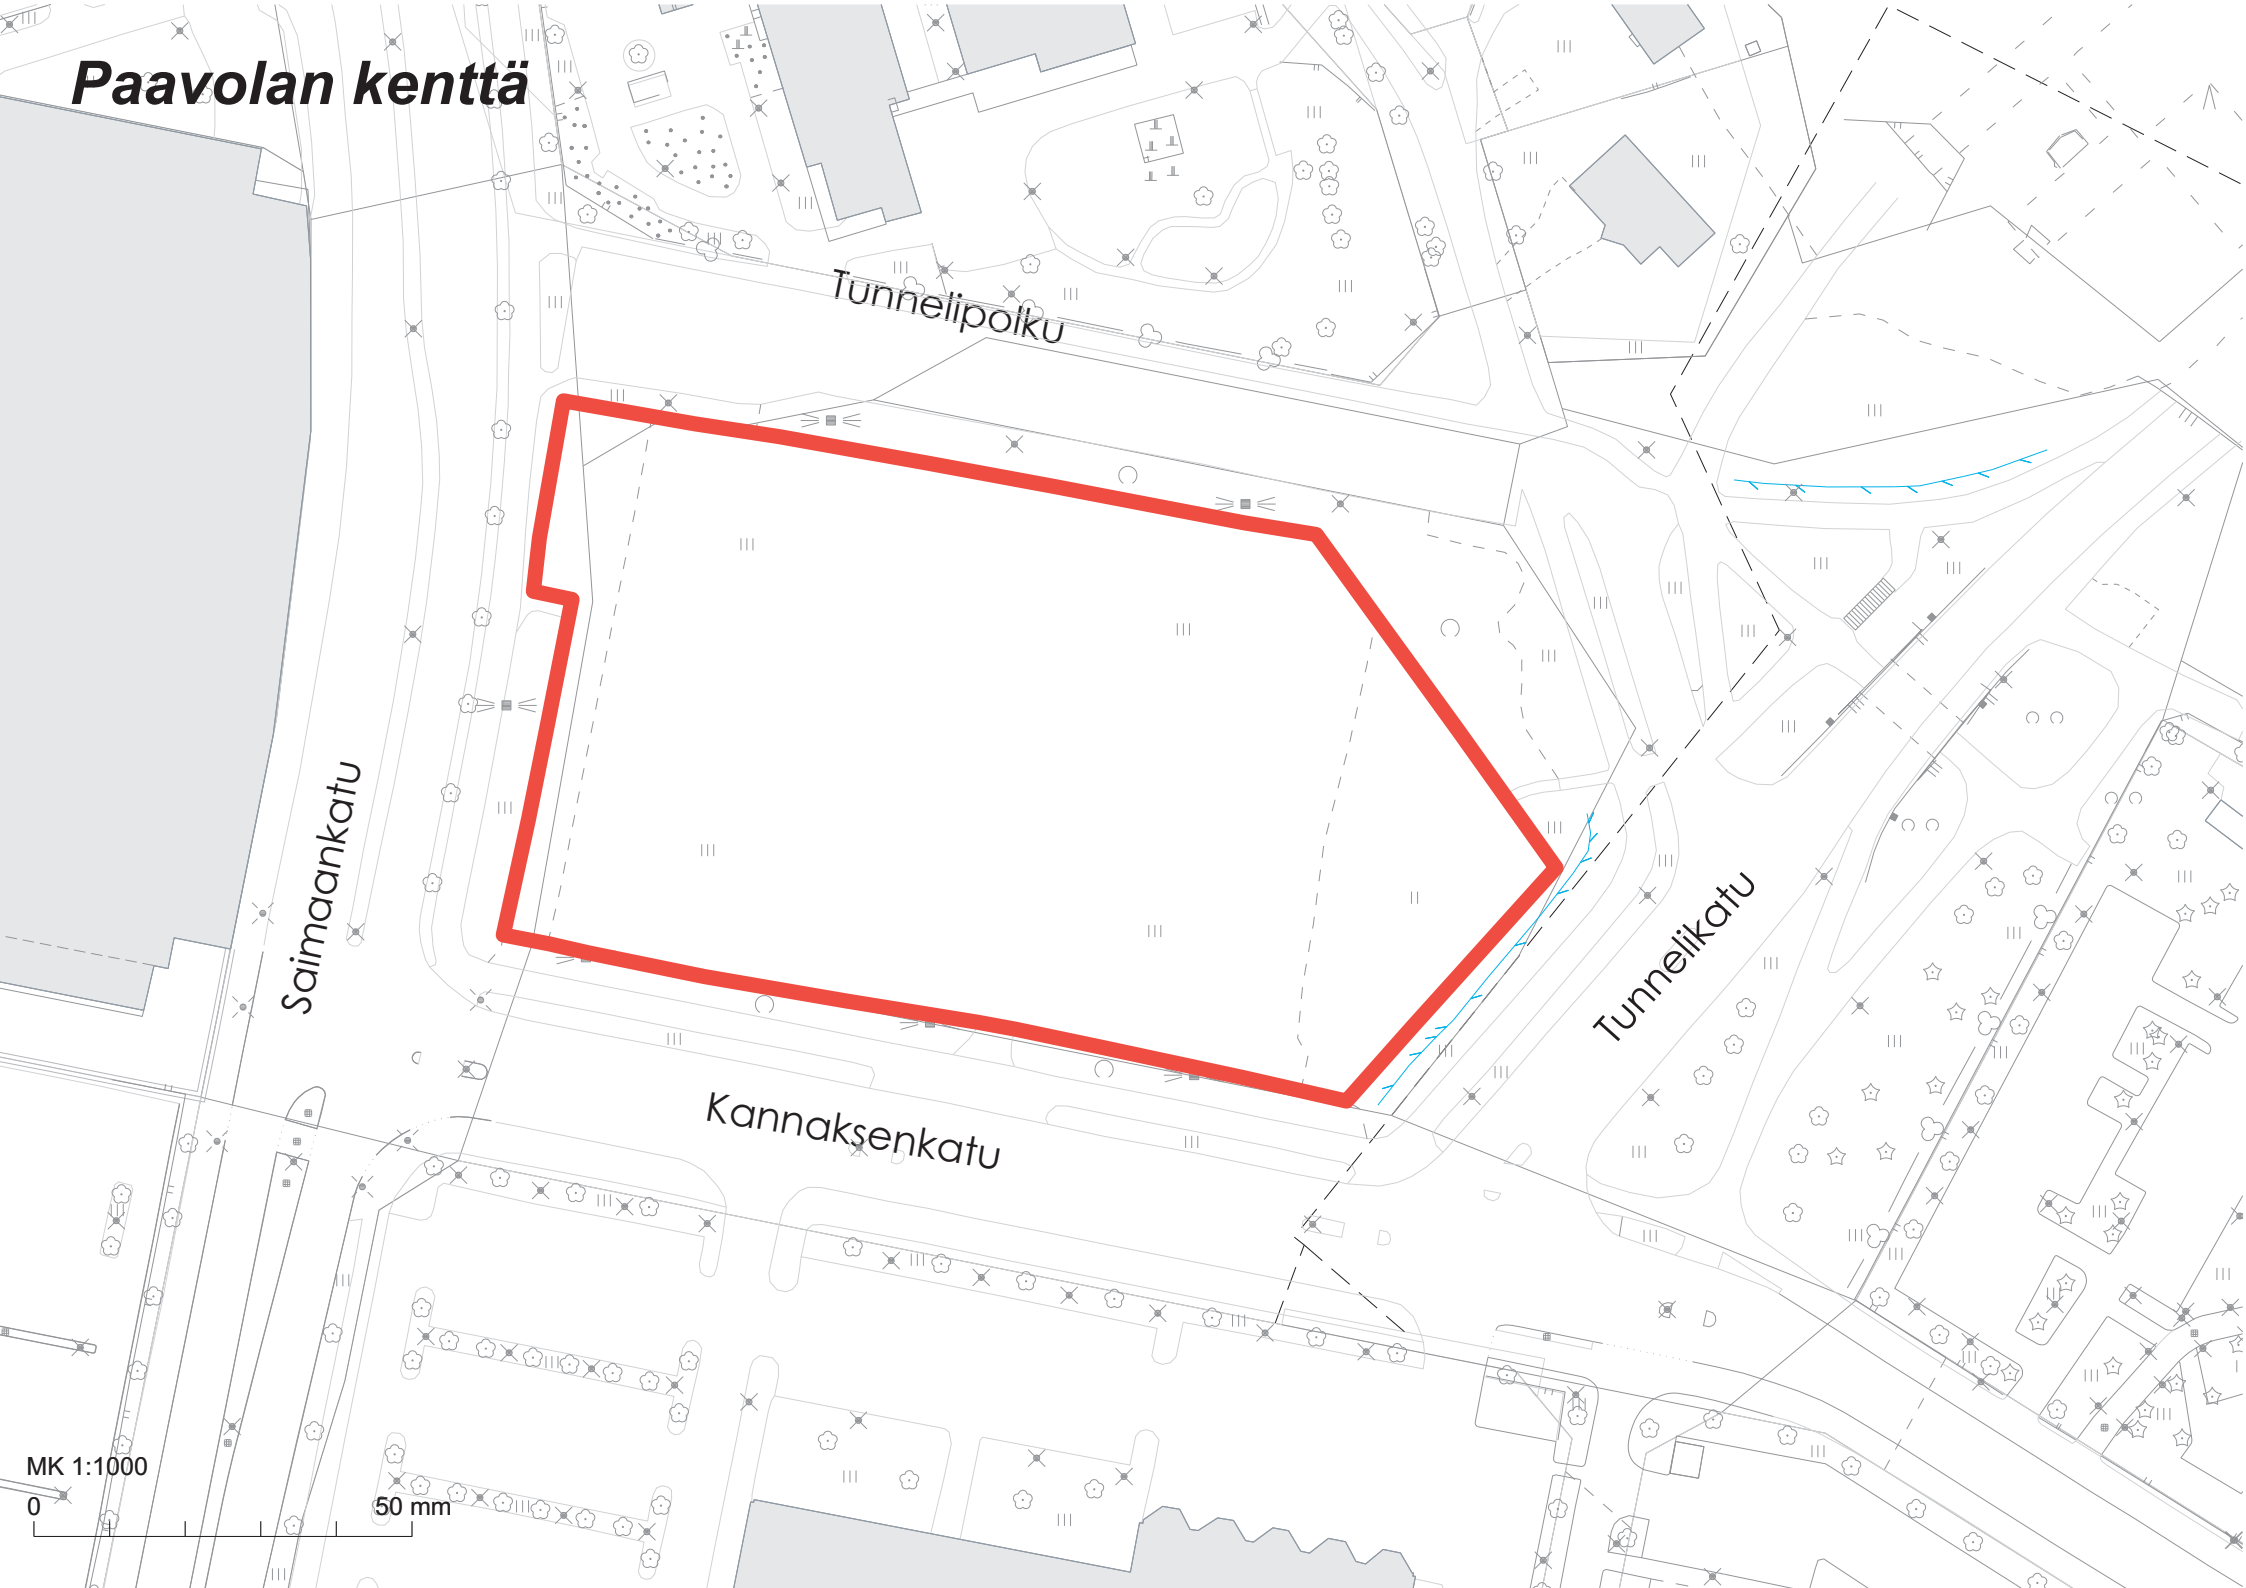 Paavolan kenttä
Tunnelipolku
Saimaankatu
Tunnelikatu
Kannaksenkatu
MK 1:1000
0 50 mm